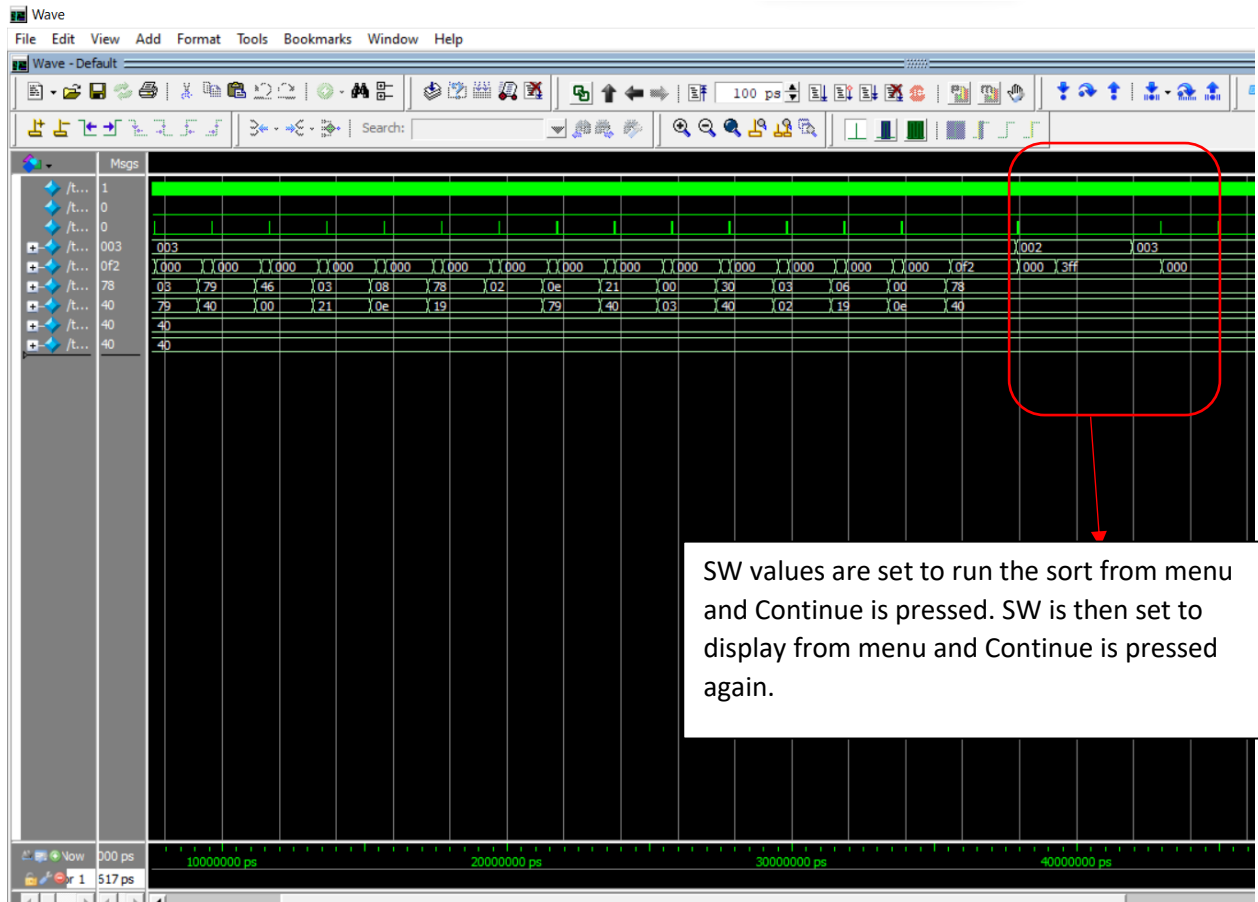 Wave
File Edit View Add Format Tools Bookmarks Window Help
Wave - Default
100 ps
Search:
Msgs
/t... 1
/t... 0
/t... 0
/t... 003 003 002 003
/t... 0f2 000 000 000 000 000 000 000 000 000 000 000 000 000 000 0f2 000 3ff 000
/t... 78 03 79 46 03 08 78 02 0e 21 00 30 03 06 00 78
/t... 40 79 40 00 21 0e 19 79 40 03 40 02 19 0e 40
/t... 40 40
/t... 40 40
SW values are set to run the sort from menu
and Continue is pressed. SW is then set to
display from menu and Continue is pressed
again.
Now 000 ps 10000000 ps 20000000 ps 30000000 ps 40000000 ps
r 1 517 ps